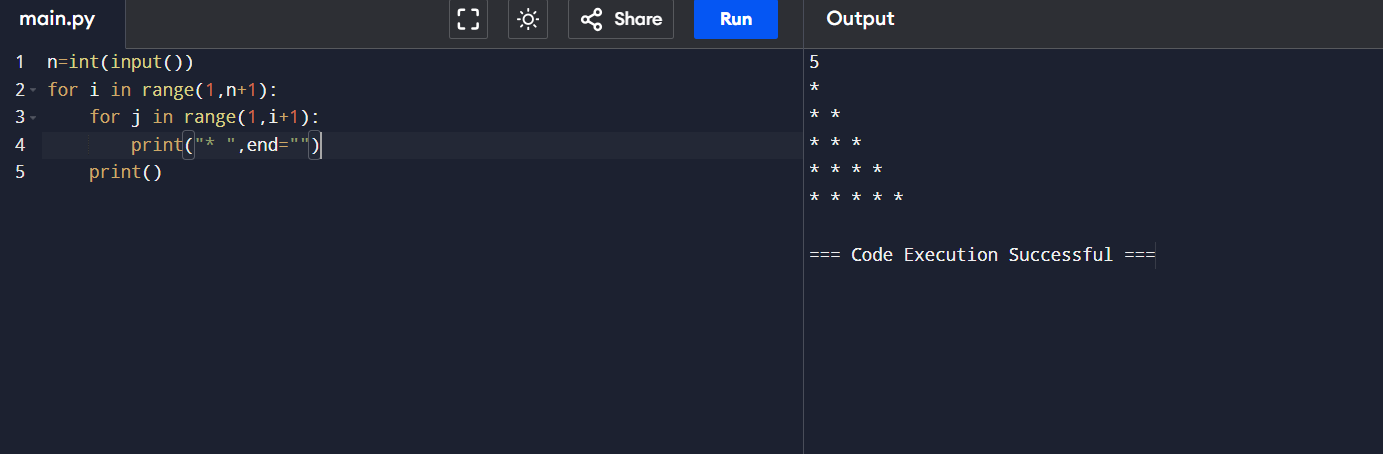 main.py
Share
Run
Output
1 n=int(input())
2 for i in range(1,n+1):
3     for j in range(1,i+1):
4         print("* ",end="")
5     print()
5
*
* *
* * *
* * * *
* * * * *
=== Code Execution Successful ===